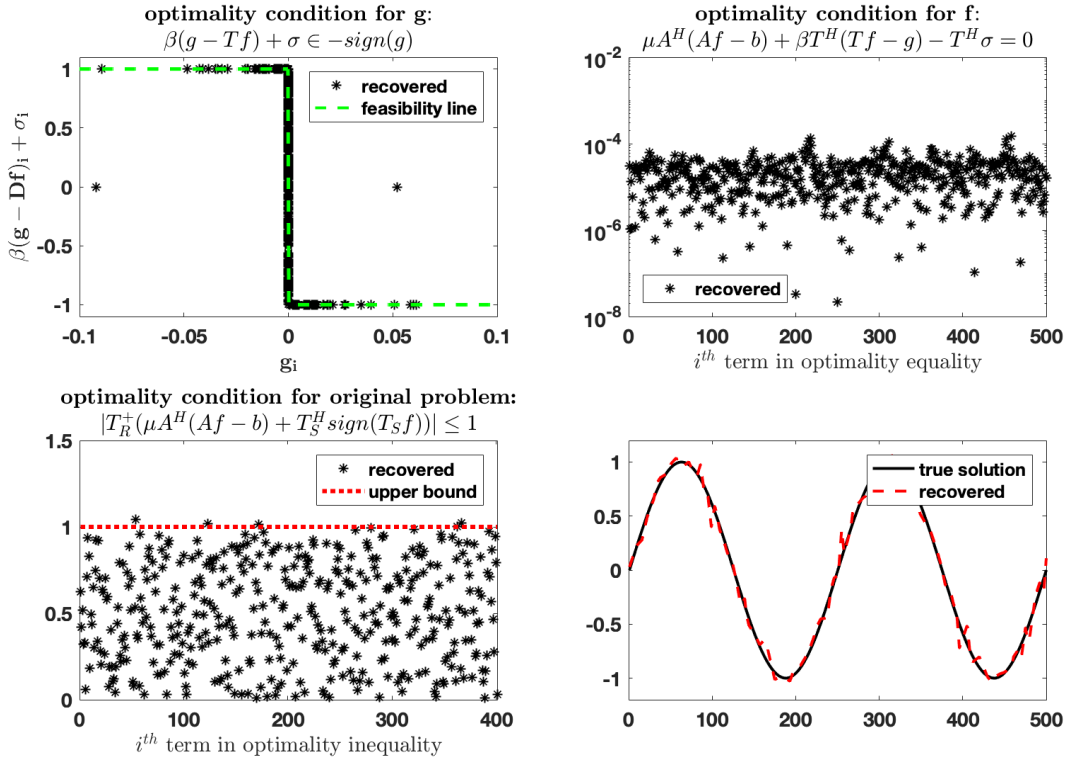 optimality condition for g:
β(g − Tf) + σ ∈ −sign(g)
1
0.5
0
-0.5
-1
β(g − Df)i + σi
recovered
feasibility line
-0.1
-0.05
0
0.05
0.1
gi
optimality condition for f:
μA^H(Af − b) + βT^H(Tf − g) − T^Hσ = 0
10^-2
10^-4
10^-6
10^-8
recovered
0
100
200
300
400
500
i^th term in optimality equality
optimality condition for original problem:
|T_R^+(μA^H(Af − b) + T_S^H sign(T_S f))| ≤ 1
1.5
1
0.5
0
recovered
upper bound
0
100
200
300
400
i^th term in optimality inequality
1
0.5
0
-0.5
-1
true solution
recovered
0
100
200
300
400
500